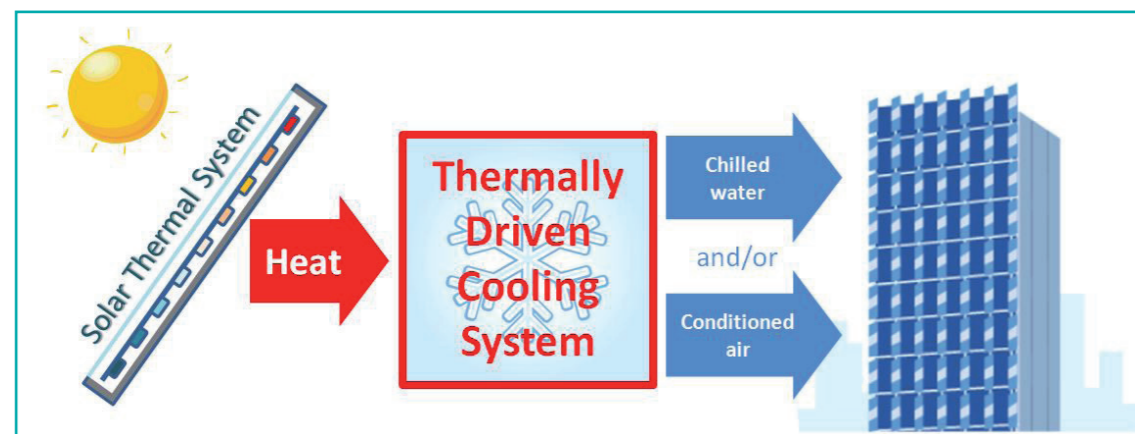 Solar Thermal System
Heat
Thermally
Driven
Cooling
System
Chilled
water
and/or
Conditioned
air